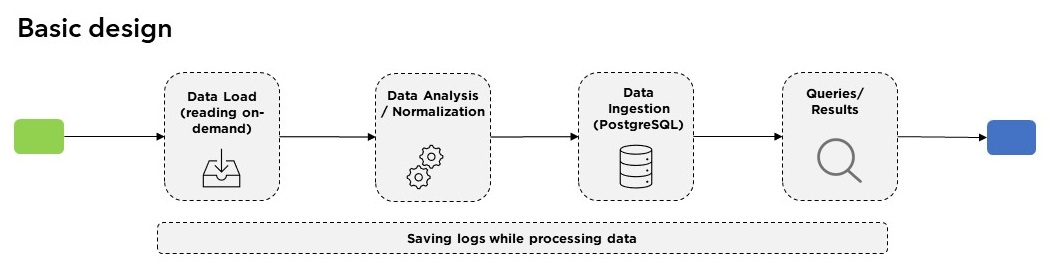 Basic design
Data Load
(reading on-
demand)
Data Analysis
/ Normalization
Data
Ingestion
(PostgreSQL)
Queries/
Results
Saving logs while processing data